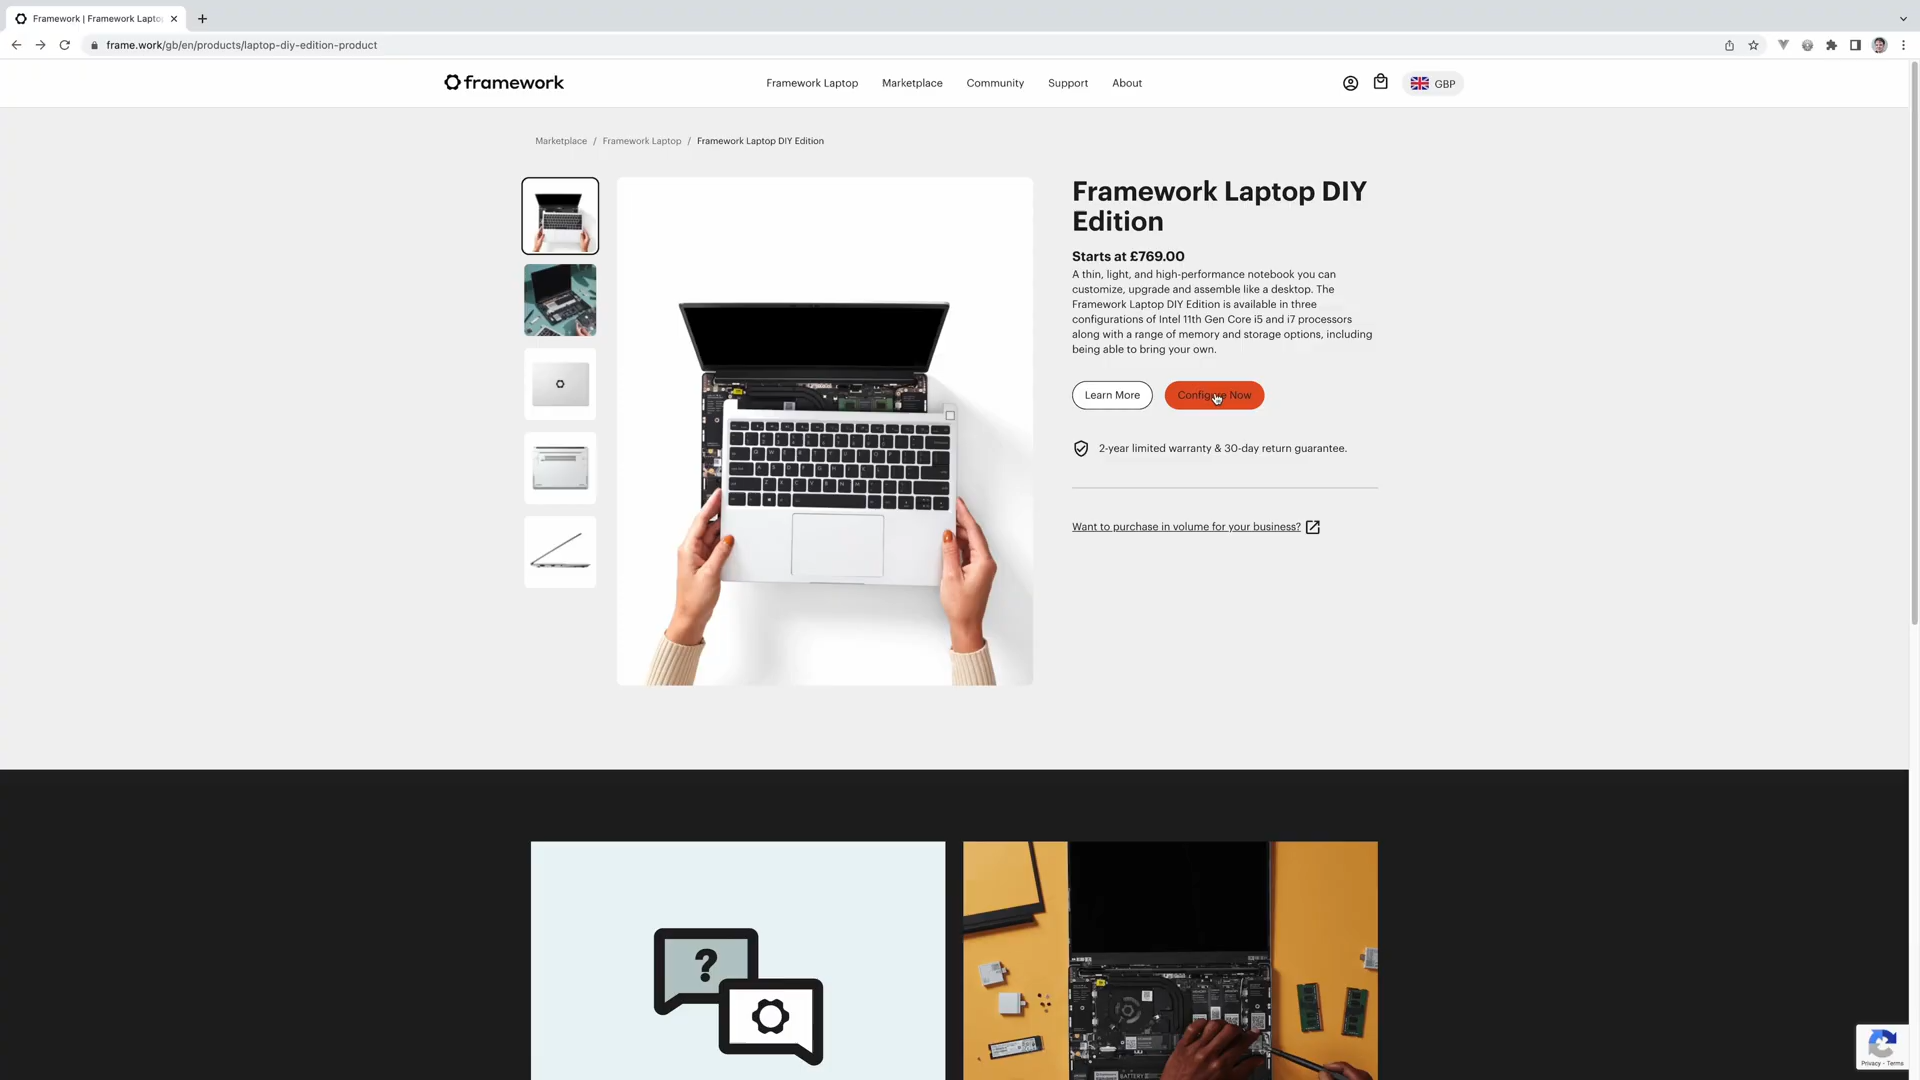 Framework | Framework Lapto
frame.work/gb/en/products/laptop-diy-edition-product
framework
Framework Laptop
Marketplace
Community
Support
About
GBP
Marketplace / Framework Laptop / Framework Laptop DIY Edition
Framework Laptop DIY
Edition
Starts at £769.00
A thin, light, and high-performance notebook you can
customize, upgrade and assemble like a desktop. The
Framework Laptop DIY Edition is available in three
configurations of Intel 11th Gen Core i5 and i7 processors
along with a range of memory and storage options, including
being able to bring your own.
Learn More
Configure Now
2-year limited warranty & 30-day return guarantee.
Want to purchase in volume for your business?
?
BATTERY
Privacy - Terms